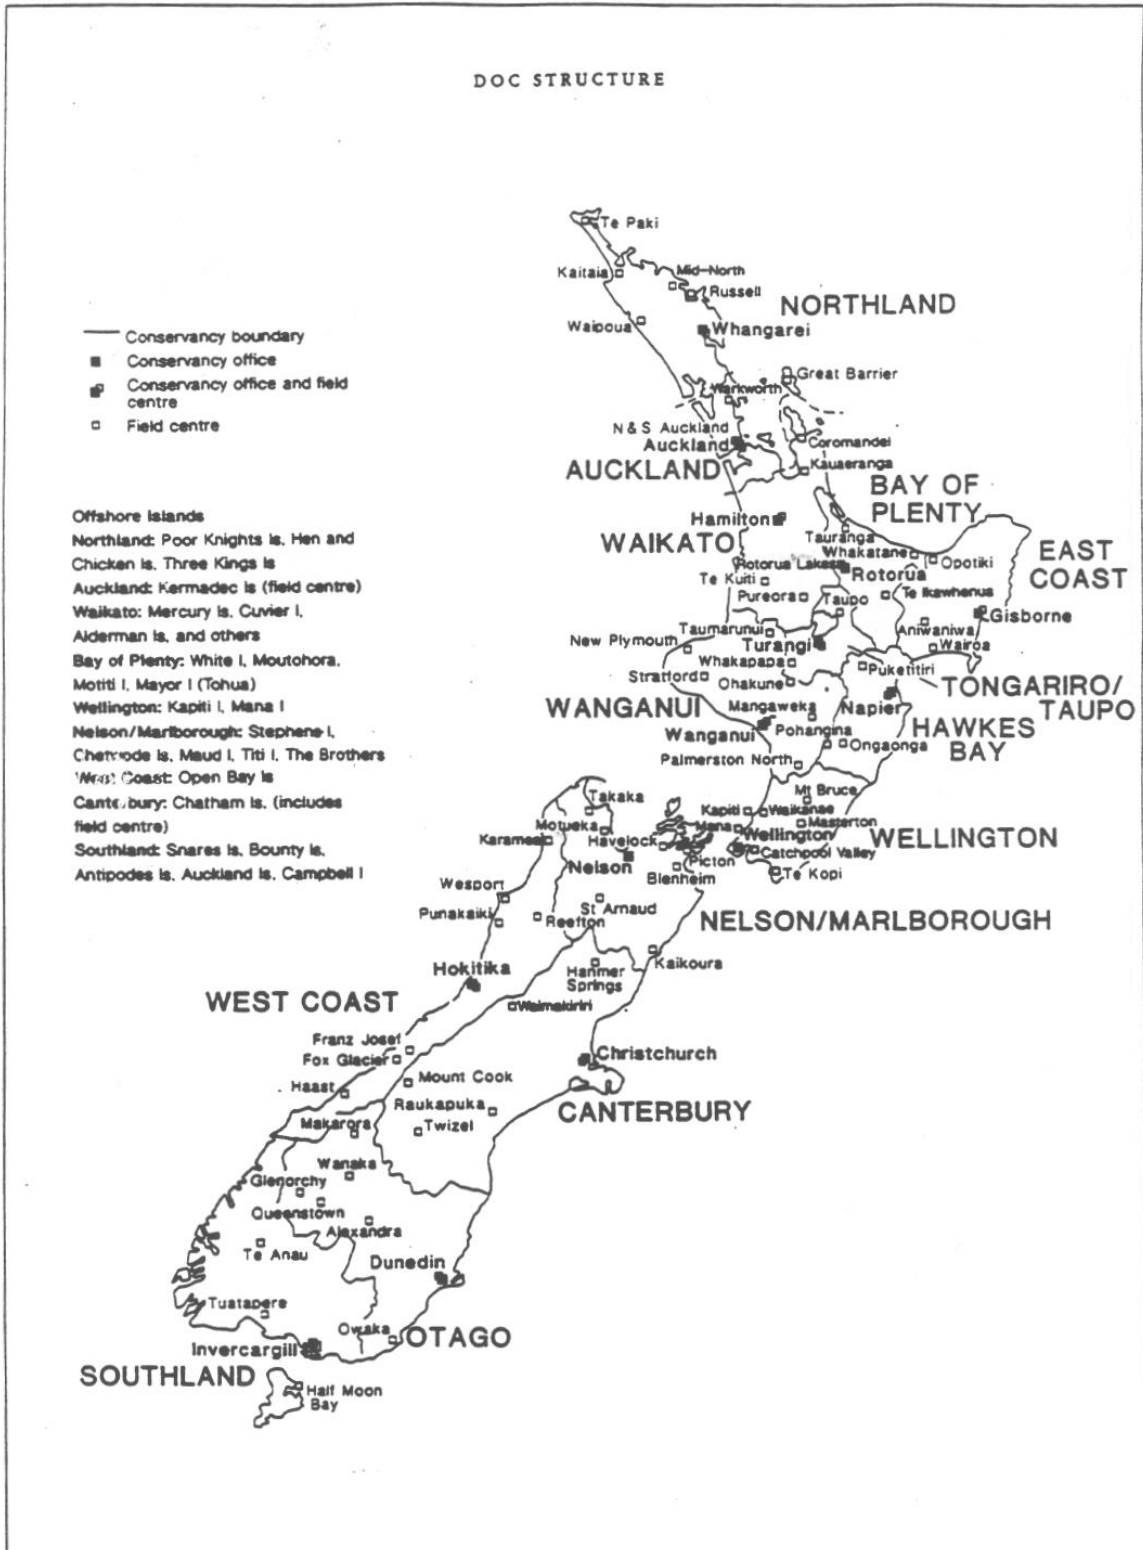 DOC STRUCTURE
Conservancy boundary
Conservancy office
Conservancy office and field
centre
Field centre
Offshore Islands
Northland: Poor Knights Is, Hen and
Chicken Is, Three Kings Is
Auckland: Kermadec Is (field centre)
Waikato: Mercury Is, Cuvier I,
Alderman Is, and others
Bay of Plenty: White I, Moutohora,
Motiti I, Mayor I (Tohua)
Wellington: Kapiti I, Mana I
Nelson/Marlborough: Stephene I,
Chetwode Is, Maud I, Titi I, The Brothers
West Coast: Open Bay Is
Canterbury: Chatham Is, (includes
field centre)
Southland: Snares Is, Bounty Is,
Antipodes Is, Auckland Is, Campbell I
Te Paki
Kaitaia
Mid-North
Russell
NORTHLAND
Waipoua
Whangarei
Great Barrier
Warkworth
N & S Auckland
Auckland
Coromandel
AUCKLAND
Kauaeranga
BAY OF
PLENTY
Hamilton
WAIKATO
Tauranga
Whakatane
Opotiki
EAST
COAST
Rotorua Lakes
Rotorua
Te Kuiti
Pureora
Taupo
Te Ikawhenua
Gisborne
Taumarunui
Aniwaniwa
New Plymouth
Turangi
Wairoa
Whakapapa
Puketitiri
Stratford
Ohakune
TONGARIRO/
TAUPO
WANGANUI
Mangaweka
Napier
Wanganui
Pohangina
HAWKES
BAY
Ongaonga
Palmerston North
Mt Bruce
Takaka
Kapiti
Waikanae
Motueka
Mana
Masterton
Karamea
Havelock
Wellington
WELLINGTON
Nelson
Picton
Catchpool Valley
Blenheim
Te Kopi
Wesport
St Arnaud
Punakaiki
Reefton
NELSON/MARLBOROUGH
Kaikoura
Hokitika
Hanmer
Springs
WEST COAST
Waimakiriri
Franz Josef
Fox Glacier
Christchurch
Haast
Mount Cook
Raukapuka
CANTERBURY
Makarora
Twizel
Wanaka
Glenorchy
Queenstown
Alexandra
Te Anau
Dunedin
Tuatapere
Owaka
OTAGO
Invercargill
SOUTHLAND
Half Moon
Bay